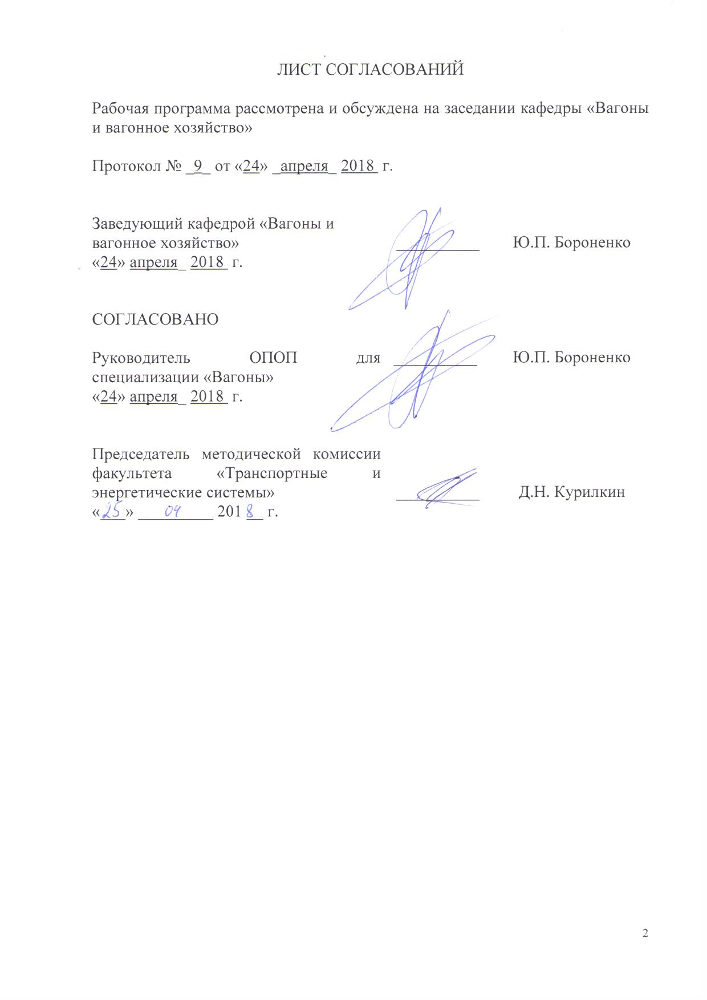 ЛИСТ СОГЛАСОВАНИЙ
Рабочая программа рассмотрена и обсуждена на заседании кафедры «Вагоны
и вагонное хозяйство»
Протокол № _9_ от «24» _апреля_ 2018 г.
Заведующий кафедрой «Вагоны и
вагонное хозяйство» __________ Ю.П. Бороненко
«24» апреля_ 2018 г.
СОГЛАСОВАНО
Руководитель ОПОП для __________ Ю.П. Бороненко
специализации «Вагоны»
«24» апреля_ 2018 г.
Председатель методической комиссии
факультета «Транспортные и
энергетические системы» __________ Д.Н. Курилкин
«25» 04 2018 г.
2